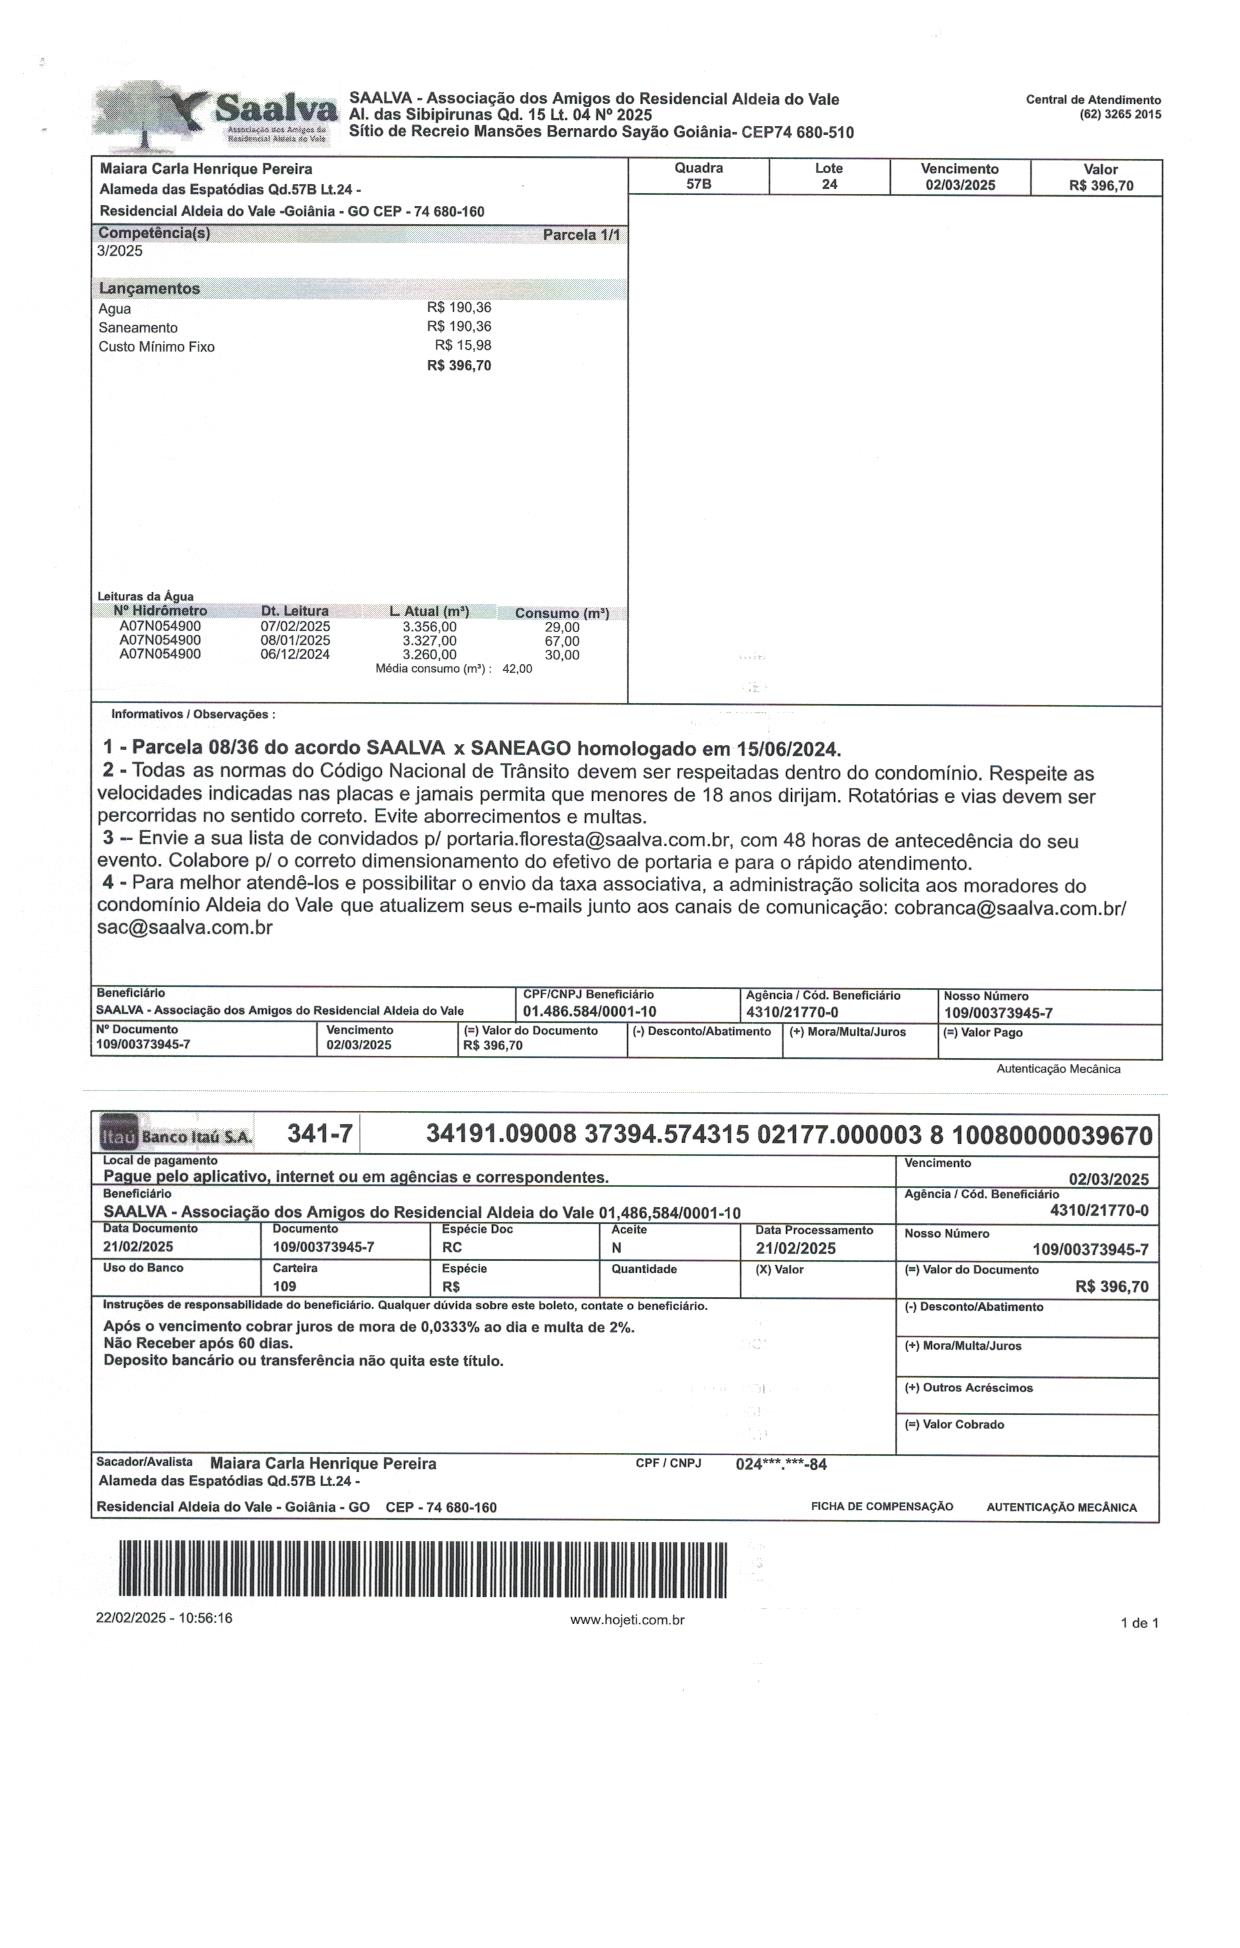 Saalva
Associação dos Amigos do
Residencial Aldeia do Vale
SAALVA - Associação dos Amigos do Residencial Aldeia do Vale
Al. das Sibipirunas Qd. 15 Lt. 04 Nº 2025
Sítio de Recreio Mansões Bernardo Sayão Goiânia- CEP74 680-510
Central de Atendimento
(62) 3265 2015
Maiara Carla Henrique Pereira
Alameda das Espatódias Qd.57B Lt.24 -
Residencial Aldeia do Vale -Goiânia - GO CEP - 74 680-160
Quadra Lote Vencimento Valor
57B 24 02/03/2025 R$ 396,70
Competência(s) Parcela 1/1
3/2025
Lançamentos
Agua R$ 190,36
Saneamento R$ 190,36
Custo Mínimo Fixo R$ 15,98
R$ 396,70
Leituras da Água
Nº Hidrômetro Dt. Leitura L. Atual (m³) Consumo (m³)
A07N054900 07/02/2025 3.356,00 29,00
A07N054900 08/01/2025 3.327,00 67,00
A07N054900 06/12/2024 3.260,00 30,00
Média consumo (m³) : 42,00
Informativos / Observações :
1 - Parcela 08/36 do acordo SAALVA x SANEAGO homologado em 15/06/2024.
2 - Todas as normas do Código Nacional de Trânsito devem ser respeitadas dentro do condomínio. Respeite as
velocidades indicadas nas placas e jamais permita que menores de 18 anos dirijam. Rotatórias e vias devem ser
percorridas no sentido correto. Evite aborrecimentos e multas.
3 – Envie a sua lista de convidados p/ portaria.floresta@saalva.com.br, com 48 horas de antecedência do seu
evento. Colabore p/ o correto dimensionamento do efetivo de portaria e para o rápido atendimento.
4 - Para melhor atendê-los e possibilitar o envio da taxa associativa, a administração solicita aos moradores do
condomínio Aldeia do Vale que atualizem seus e-mails junto aos canais de comunicação: cobranca@saalva.com.br/
sac@saalva.com.br
Beneficiário CPF/CNPJ Beneficiário Agência / Cód. Beneficiário Nosso Número
SAALVA - Associação dos Amigos do Residencial Aldeia do Vale 01.486.584/0001-10 4310/21770-0 109/00373945-7
Nº Documento Vencimento (=) Valor do Documento (-) Desconto/Abatimento (+) Mora/Multa/Juros (=) Valor Pago
109/00373945-7 02/03/2025 R$ 396,70
Autenticação Mecânica
Itaú Banco Itaú S.A. 341-7 34191.09008 37394.574315 02177.000003 8 10080000039670
Local de pagamento Vencimento
Pague pelo aplicativo, internet ou em agências e correspondentes. 02/03/2025
Beneficiário Agência / Cód. Beneficiário
SAALVA - Associação dos Amigos do Residencial Aldeia do Vale 01,486,584/0001-10 4310/21770-0
Data Documento Documento Espécie Doc Aceite Data Processamento Nosso Número
21/02/2025 109/00373945-7 RC N 21/02/2025 109/00373945-7
Uso do Banco Carteira Espécie Quantidade (X) Valor (=) Valor do Documento
109 R$ R$ 396,70
Instruções de responsabilidade do beneficiário. Qualquer dúvida sobre este boleto, contate o beneficiário.
Após o vencimento cobrar juros de mora de 0,0333% ao dia e multa de 2%.
Não Receber após 60 dias.
Deposito bancário ou transferência não quita este título.
(-) Desconto/Abatimento
(+) Mora/Multa/Juros
(+) Outros Acréscimos
(=) Valor Cobrado
Sacador/Avalista Maiara Carla Henrique Pereira CPF / CNPJ 024***.***-84
Alameda das Espatódias Qd.57B Lt.24 -
Residencial Aldeia do Vale - Goiânia - GO CEP - 74 680-160 FICHA DE COMPENSAÇÃO AUTENTICAÇÃO MECÂNICA
22/02/2025 - 10:56:16 www.hojeti.com.br 1 de 1